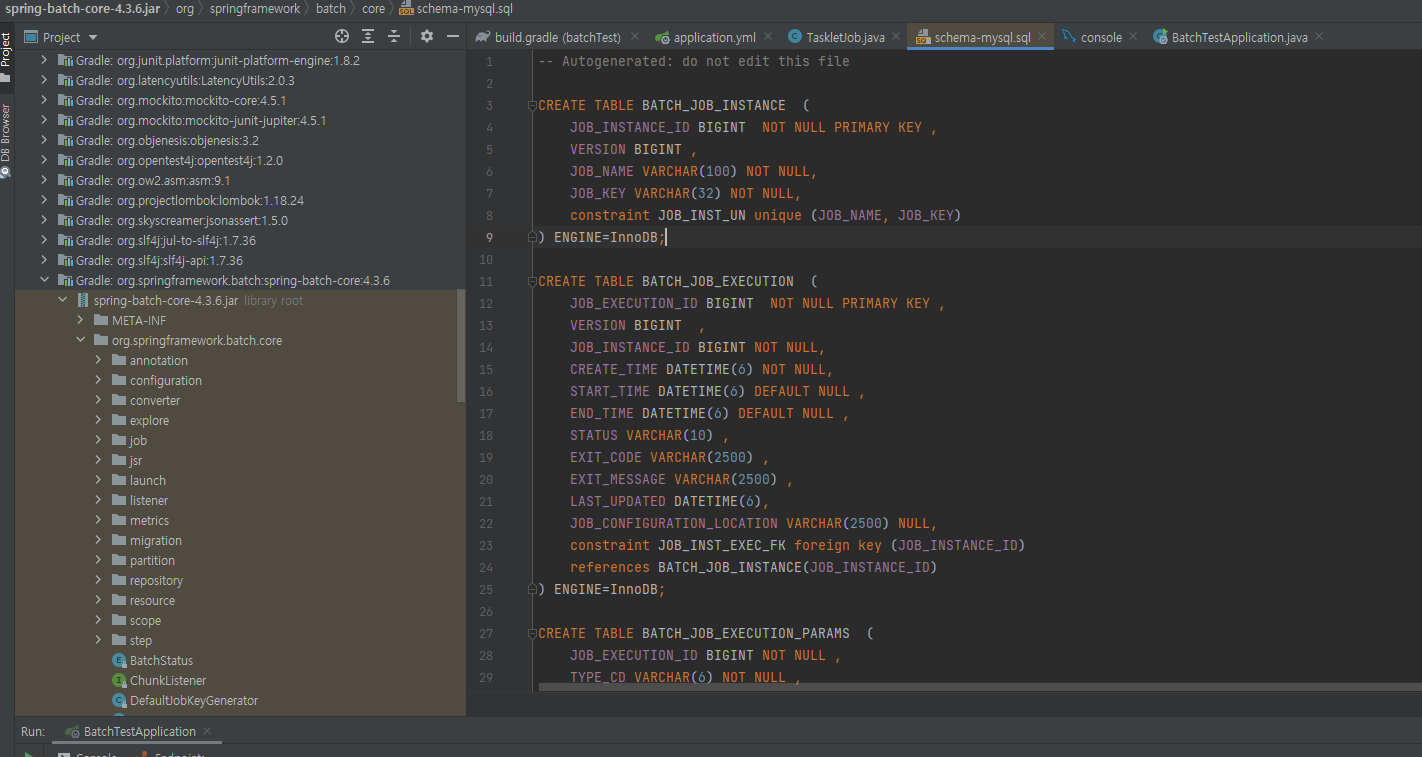 spring-batch-core-4.3.6.jar org springframework batch core schema-mysql.sql
Project
DB Browser
Project
Gradle: org.junit.platform:junit-platform-engine:1.8.2
Gradle: org.latencyutils:LatencyUtils:2.0.3
Gradle: org.mockito:mockito-core:4.5.1
Gradle: org.mockito:mockito-junit-jupiter:4.5.1
Gradle: org.objenesis:objenesis:3.2
Gradle: org.opentest4j:opentest4j:1.2.0
Gradle: org.ow2.asm:asm:9.1
Gradle: org.projectlombok:lombok:1.18.24
Gradle: org.skyscreamer:jsonassert:1.5.0
Gradle: org.slf4j:jul-to-slf4j:1.7.36
Gradle: org.slf4j:slf4j-api:1.7.36
Gradle: org.springframework.batch:spring-batch-core:4.3.6
spring-batch-core-4.3.6.jar library root
META-INF
org.springframework.batch.core
annotation
configuration
converter
explore
job
jsr
launch
listener
metrics
migration
partition
repository
resource
scope
step
BatchStatus
ChunkListener
DefaultJobKeyGenerator
build.gradle (batchTest) application.yml TaskletJob.java schema-mysql.sql console BatchTestApplication.java
1 -- Autogenerated: do not edit this file
2
3 CREATE TABLE BATCH_JOB_INSTANCE (
4 JOB_INSTANCE_ID BIGINT NOT NULL PRIMARY KEY ,
5 VERSION BIGINT ,
6 JOB_NAME VARCHAR(100) NOT NULL,
7 JOB_KEY VARCHAR(32) NOT NULL,
8 constraint JOB_INST_UN unique (JOB_NAME, JOB_KEY)
9 ) ENGINE=InnoDB;
10
11 CREATE TABLE BATCH_JOB_EXECUTION (
12 JOB_EXECUTION_ID BIGINT NOT NULL PRIMARY KEY ,
13 VERSION BIGINT ,
14 JOB_INSTANCE_ID BIGINT NOT NULL,
15 CREATE_TIME DATETIME(6) NOT NULL,
16 START_TIME DATETIME(6) DEFAULT NULL ,
17 END_TIME DATETIME(6) DEFAULT NULL ,
18 STATUS VARCHAR(10) ,
19 EXIT_CODE VARCHAR(2500) ,
20 EXIT_MESSAGE VARCHAR(2500) ,
21 LAST_UPDATED DATETIME(6),
22 JOB_CONFIGURATION_LOCATION VARCHAR(2500) NULL,
23 constraint JOB_INST_EXEC_FK foreign key (JOB_INSTANCE_ID)
24 references BATCH_JOB_INSTANCE(JOB_INSTANCE_ID)
25 ) ENGINE=InnoDB;
26
27 CREATE TABLE BATCH_JOB_EXECUTION_PARAMS (
28 JOB_EXECUTION_ID BIGINT NOT NULL ,
29 TYPE_CD VARCHAR(6) NOT NULL ,
Run: BatchTestApplication
Console Endpoints